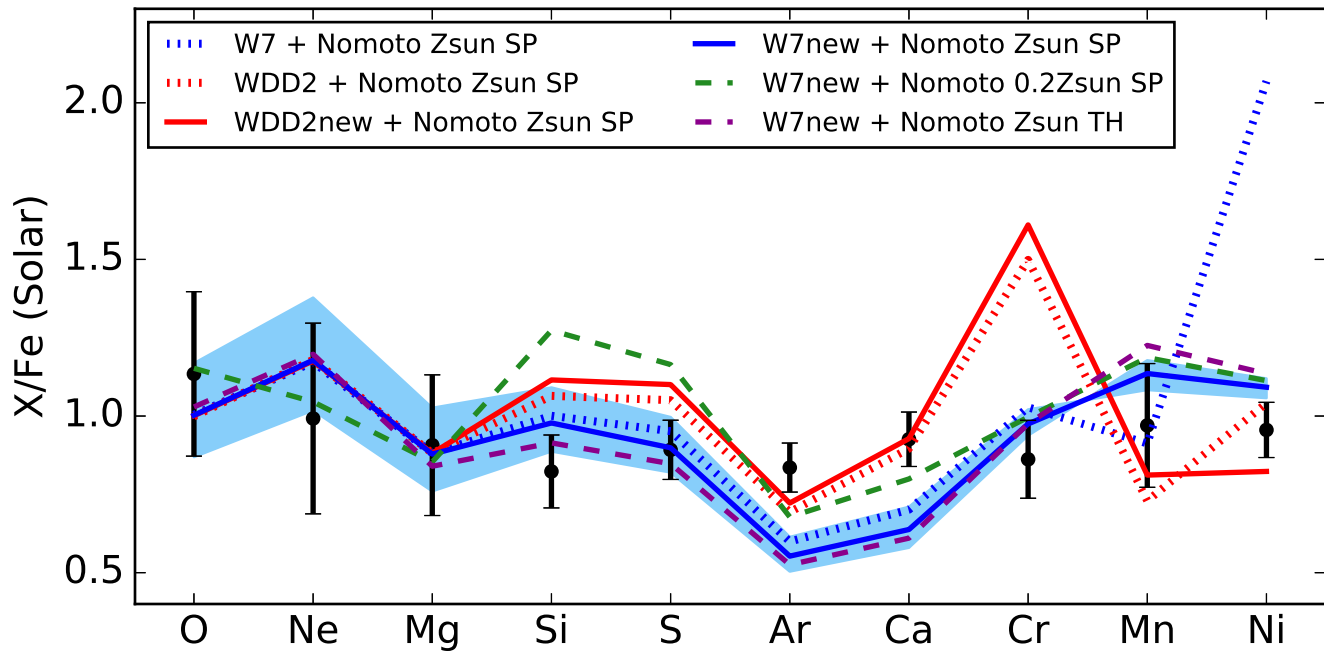 W7 + Nomoto Zsun SP
WDD2 + Nomoto Zsun SP
WDD2new + Nomoto Zsun SP
W7new + Nomoto Zsun SP
W7new + Nomoto 0.2Zsun SP
W7new + Nomoto Zsun TH
X/Fe (Solar)
2.0
1.5
1.0
0.5
O Ne Mg Si S Ar Ca Cr Mn Ni